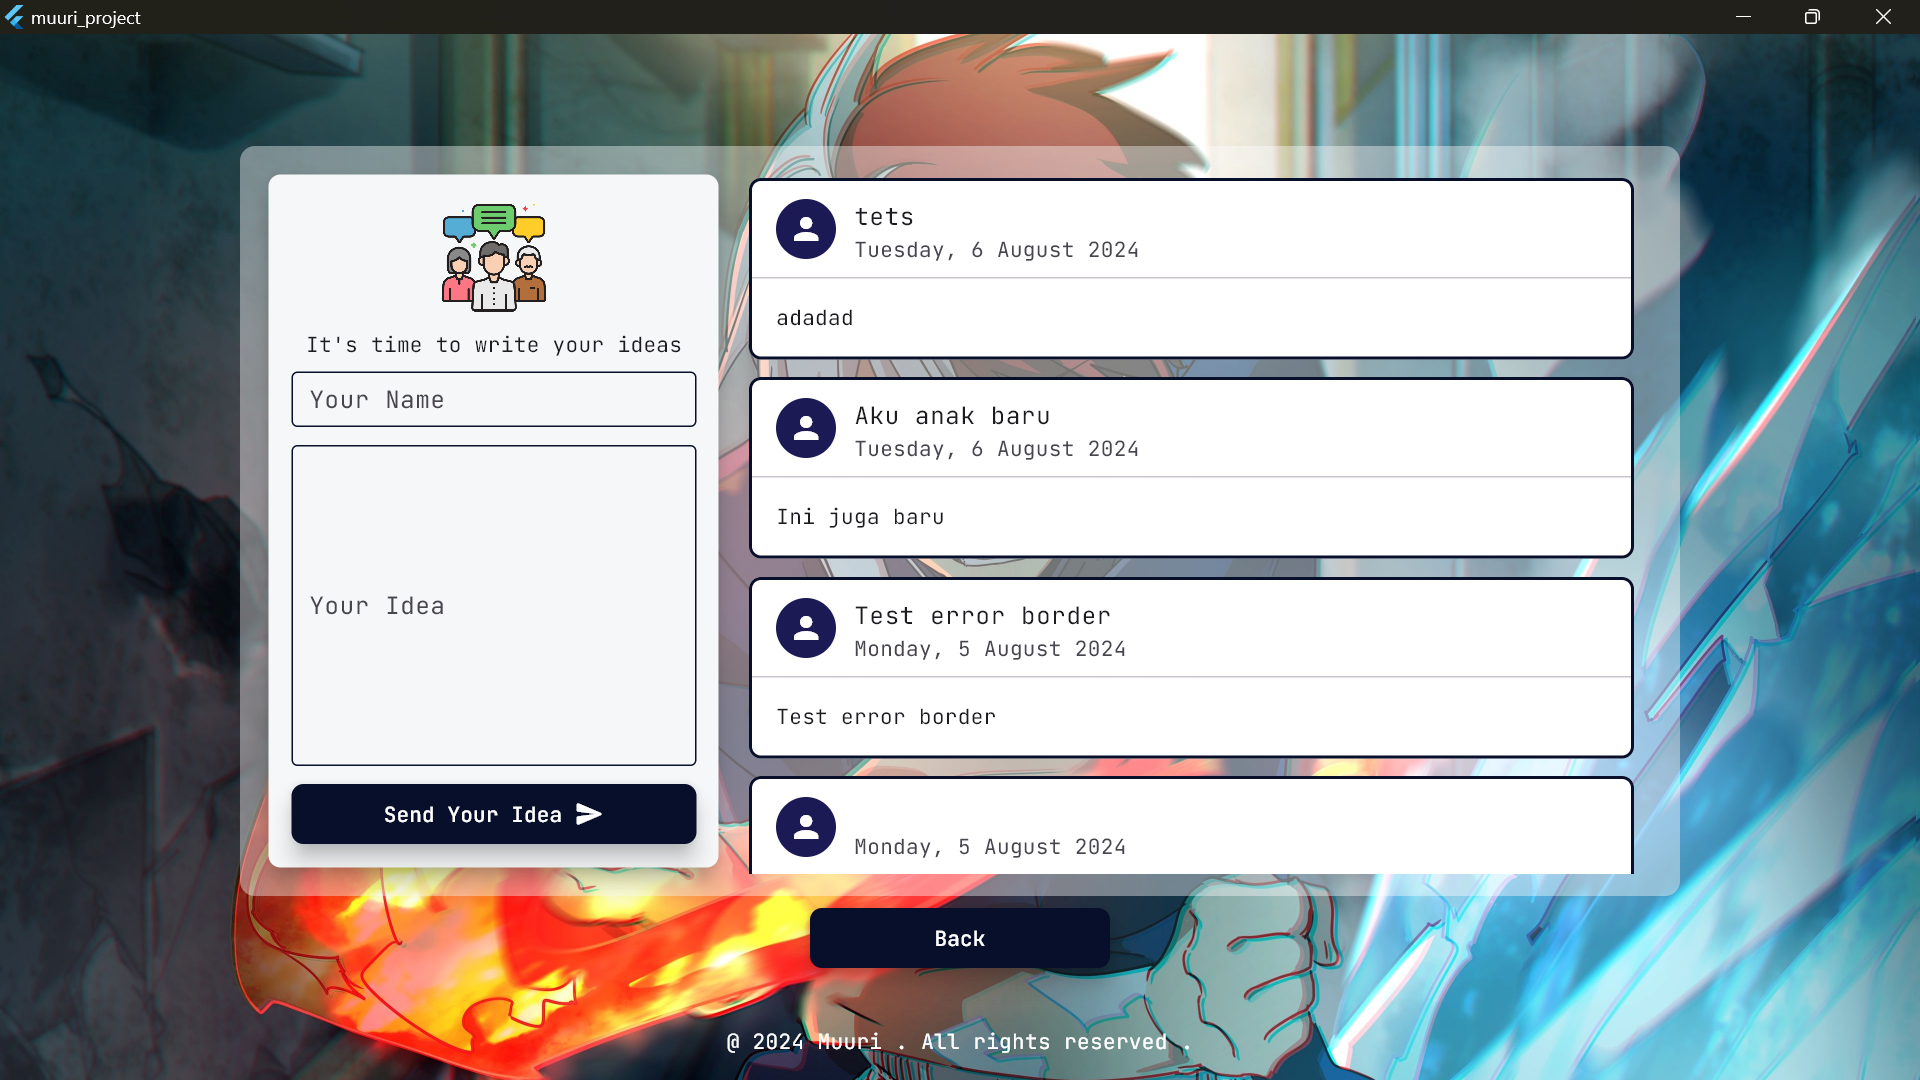 muuri_project
It's time to write your ideas
Your Name
Your Idea
Send Your Idea
tets
Tuesday, 6 August 2024
adadad
Aku anak baru
Tuesday, 6 August 2024
Ini juga baru
Test error border
Monday, 5 August 2024
Test error border
Monday, 5 August 2024
Back
@ 2024 Muuri . All rights reserved .